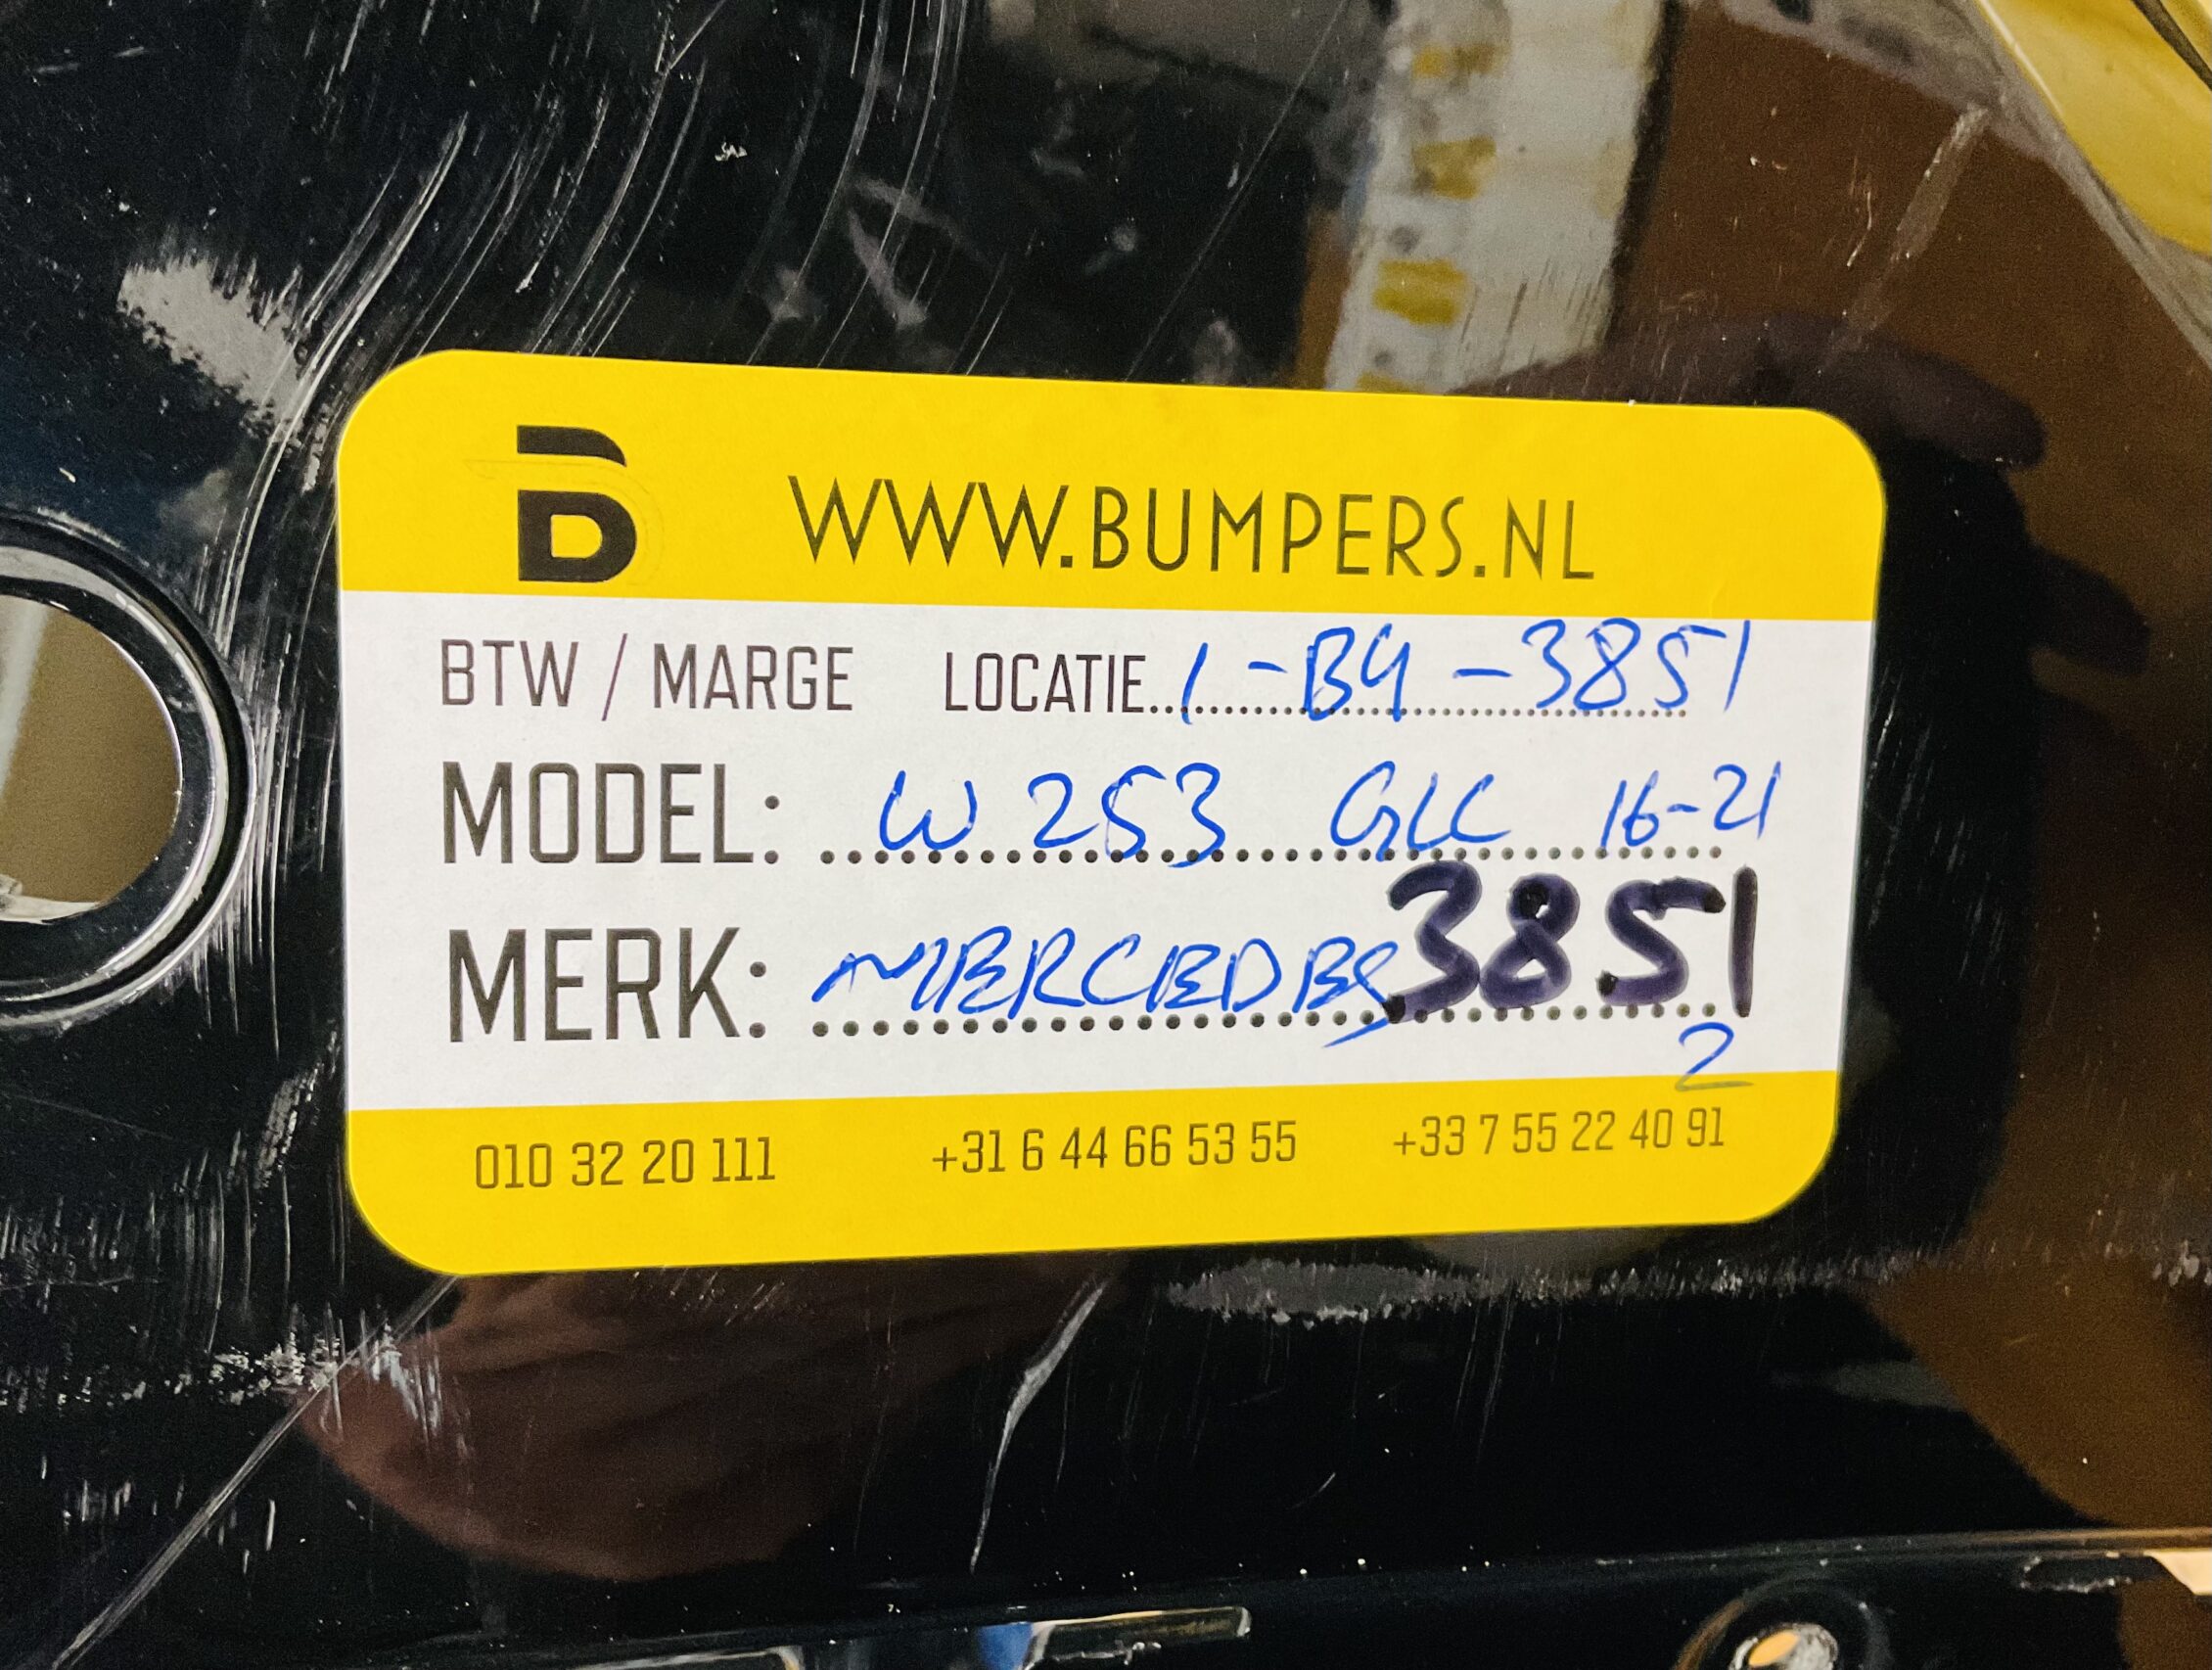 WWW.BUMPERS.NL
BTW / MARGE LOCATIE 1-B4-3851
MODEL: W253 GLC 16-21
MERK: MERCEDES 3851
2
010 32 20 111 +31 6 44 66 53 55 +33 7 55 22 40 91